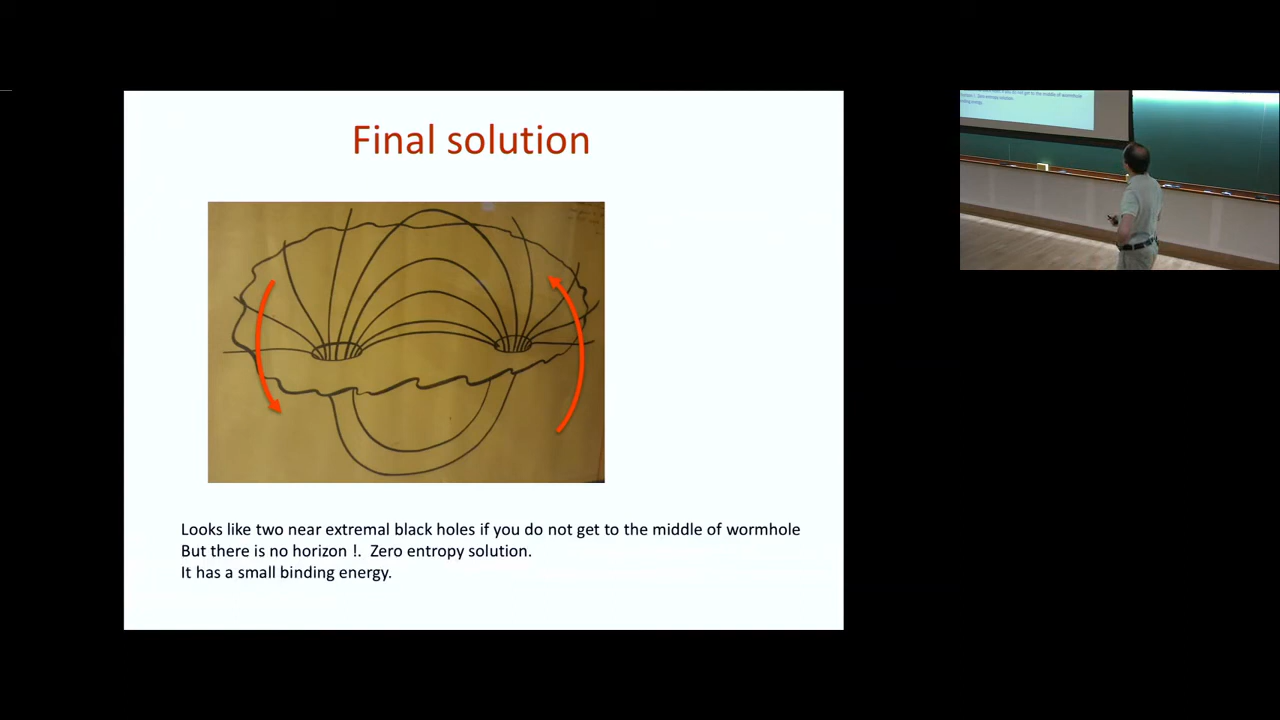 Final solution
Looks like two near extremal black holes if you do not get to the middle of wormhole
But there is no horizon !.  Zero entropy solution.
It has a small binding energy.